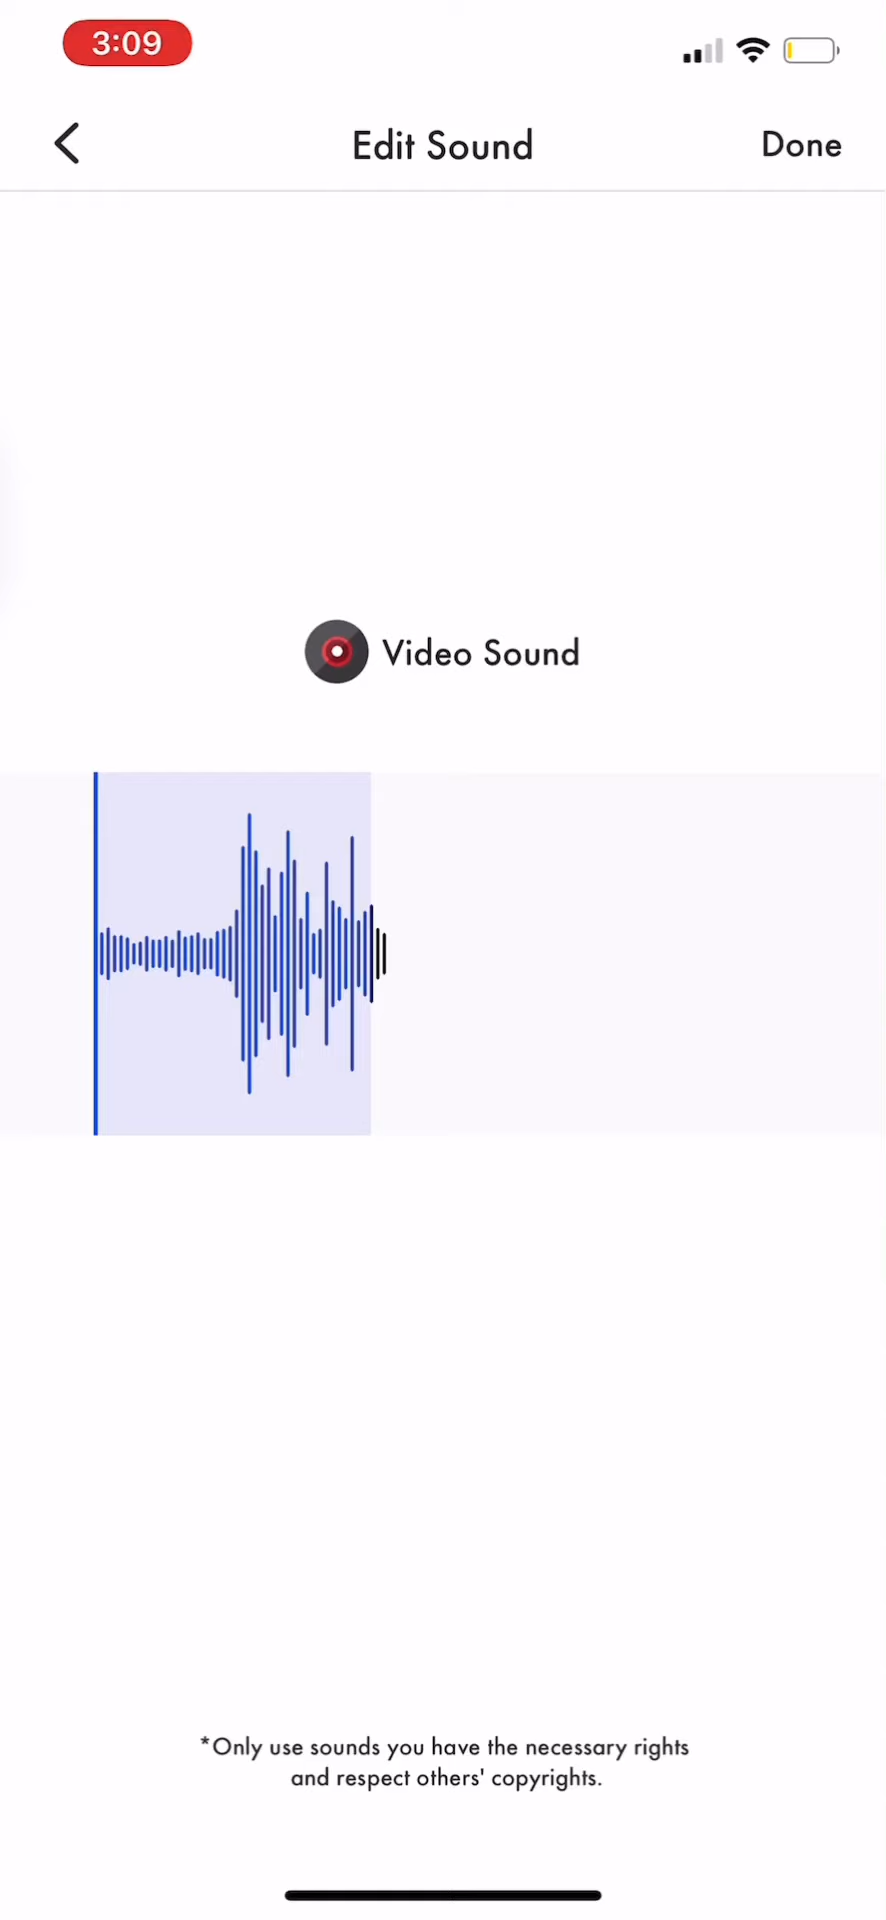 3:09
Edit Sound
Done
Video Sound
*Only use sounds you have the necessary rights
and respect others' copyrights.